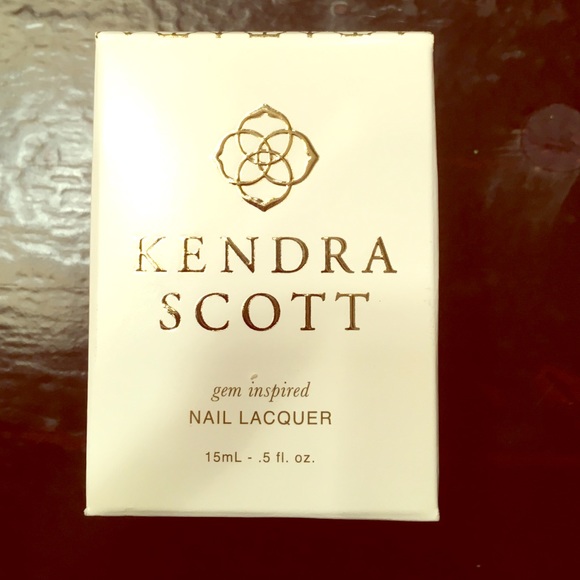 KENDRA
SCOTT
gem inspired
NAIL LACQUER
15mL - .5 fl. oz.